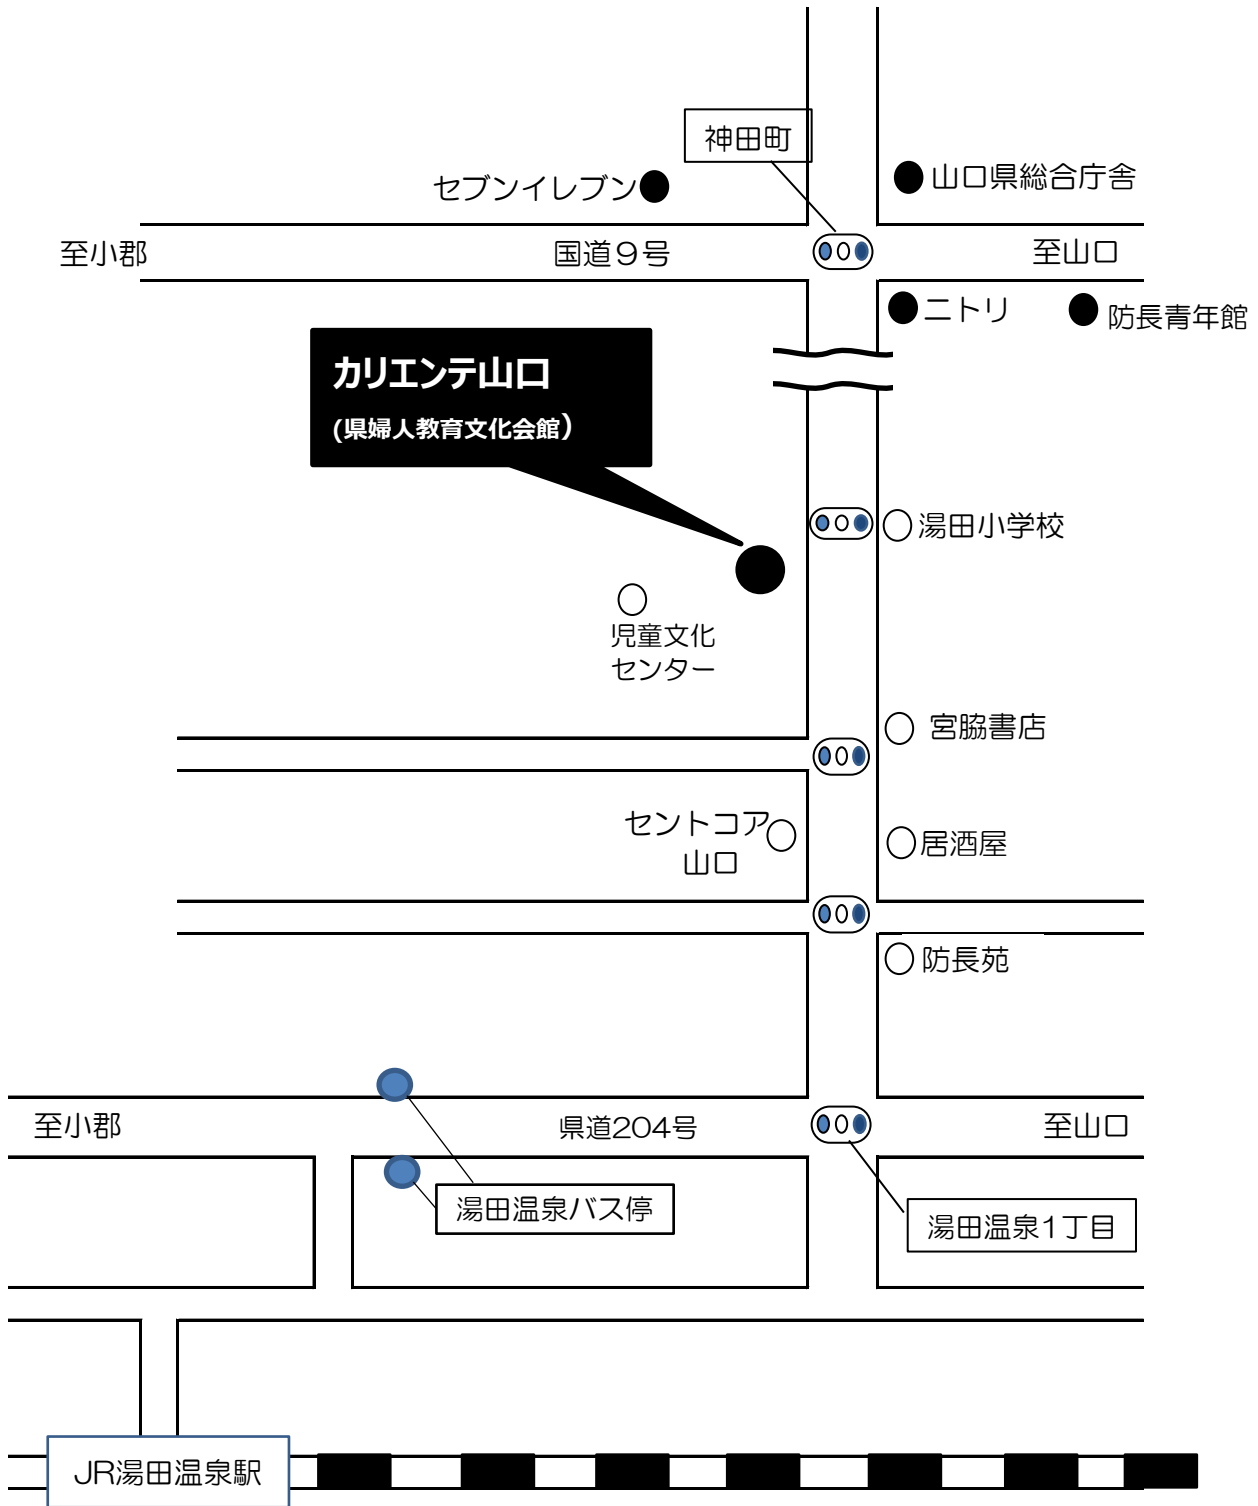 神田町
セブンイレブン
山口県総合庁舎
至小郡
国道9号
至山口
ニトリ
防長青年館
カリエンテ山口
(県婦人教育文化会館)
湯田小学校
児童文化
センター
宮脇書店
セントコア
山口
居酒屋
防長苑
至小郡
県道204号
至山口
湯田温泉バス停
湯田温泉1丁目
JR湯田温泉駅